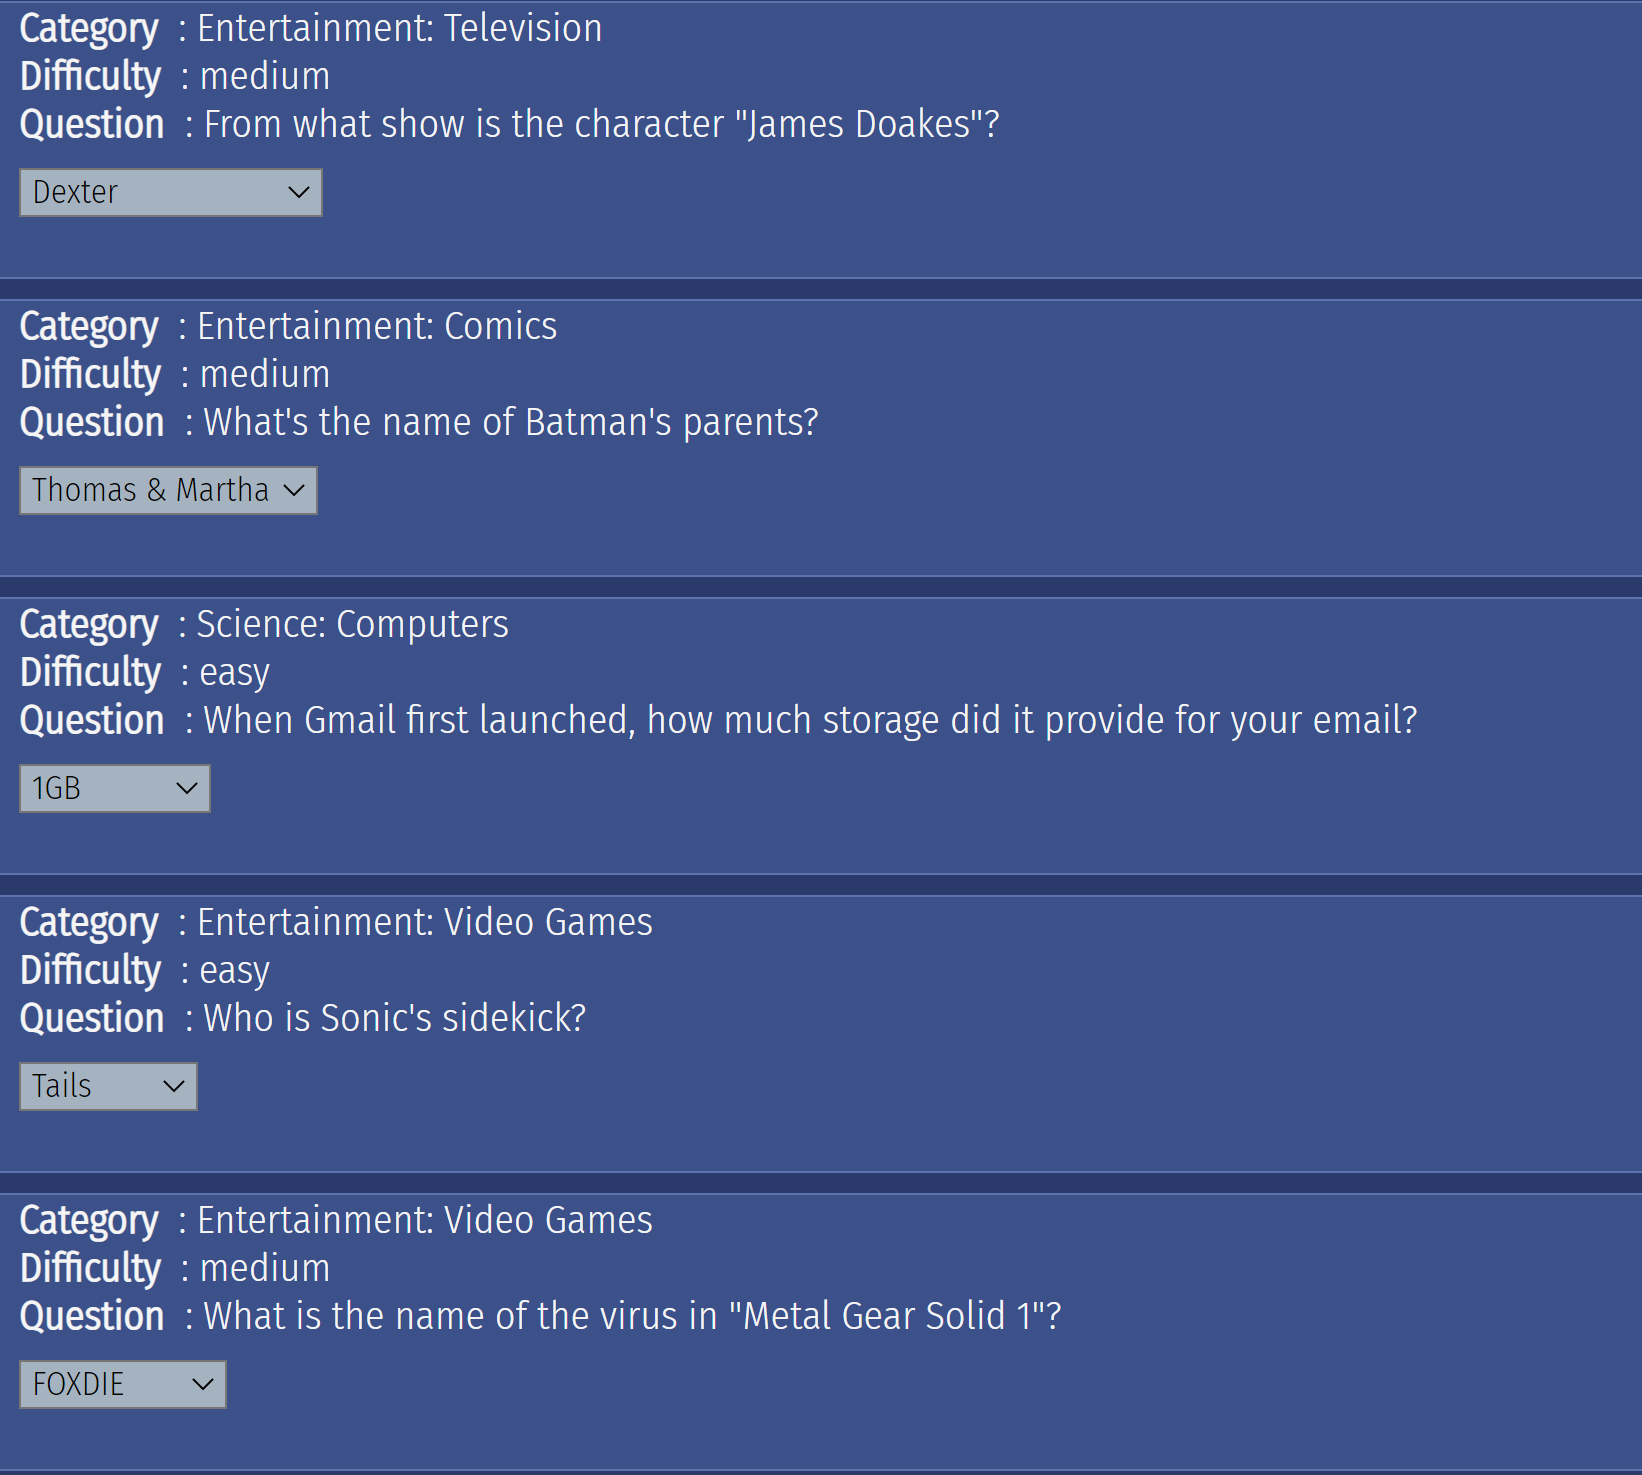 Category : Entertainment: Television
Difficulty : medium
Question : From what show is the character "James Doakes"?
Dexter
Category : Entertainment: Comics
Difficulty : medium
Question : What's the name of Batman's parents?
Thomas & Martha
Category : Science: Computers
Difficulty : easy
Question : When Gmail first launched, how much storage did it provide for your email?
1GB
Category : Entertainment: Video Games
Difficulty : easy
Question : Who is Sonic's sidekick?
Tails
Category : Entertainment: Video Games
Difficulty : medium
Question : What is the name of the virus in "Metal Gear Solid 1"?
FOXDIE